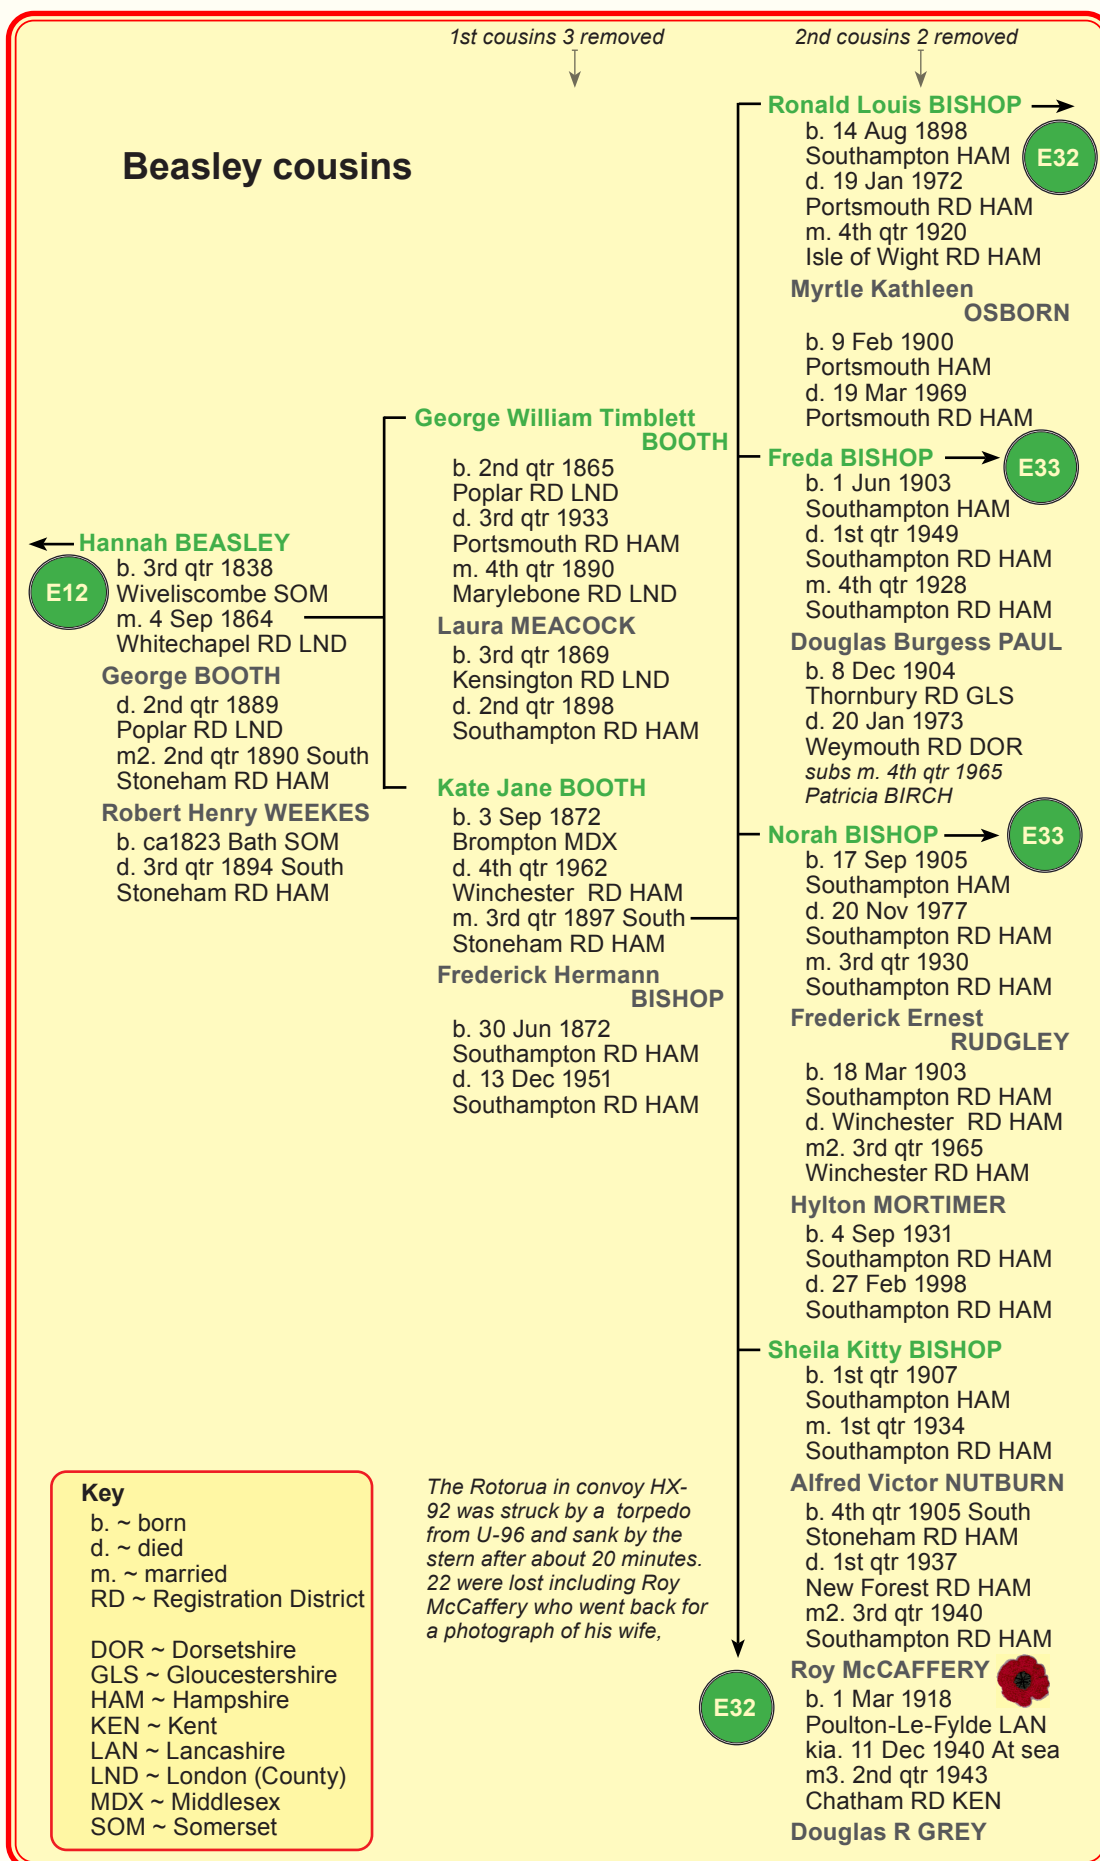 1st cousins 3 removed
2nd cousins 2 removed
Beasley cousins
Hannah BEASLEY
E12
b. 3rd qtr 1838
Wiveliscombe SOM
m. 4 Sep 1864
Whitechapel RD LND
George BOOTH
d. 2nd qtr 1889
Poplar RD LND
m2. 2nd qtr 1890 South
Stoneham RD HAM
Robert Henry WEEKES
b. ca1823 Bath SOM
d. 3rd qtr 1894 South
Stoneham RD HAM
George William Timblett
BOOTH
b. 2nd qtr 1865
Poplar RD LND
d. 3rd qtr 1933
Portsmouth RD HAM
m. 4th qtr 1890
Marylebone RD LND
Laura MEACOCK
b. 3rd qtr 1869
Kensington RD LND
d. 2nd qtr 1898
Southampton RD HAM
Kate Jane BOOTH
b. 3 Sep 1872
Brompton MDX
d. 4th qtr 1962
Winchester  RD HAM
m. 3rd qtr 1897 South
Stoneham RD HAM
Frederick Hermann
BISHOP
b. 30 Jun 1872
Southampton RD HAM
d. 13 Dec 1951
Southampton RD HAM
Ronald Louis BISHOP
E32
b. 14 Aug 1898
Southampton HAM
d. 19 Jan 1972
Portsmouth RD HAM
m. 4th qtr 1920
Isle of Wight RD HAM
Myrtle Kathleen
OSBORN
b. 9 Feb 1900
Portsmouth HAM
d. 19 Mar 1969
Portsmouth RD HAM
Freda BISHOP
E33
b. 1 Jun 1903
Southampton HAM
d. 1st qtr 1949
Southampton RD HAM
m. 4th qtr 1928
Southampton RD HAM
Douglas Burgess PAUL
b. 8 Dec 1904
Thornbury RD GLS
d. 20 Jan 1973
Weymouth RD DOR
subs m. 4th qtr 1965
Patricia BIRCH
Norah BISHOP
E33
b. 17 Sep 1905
Southampton HAM
d. 20 Nov 1977
Southampton RD HAM
m. 3rd qtr 1930
Southampton RD HAM
Frederick Ernest
RUDGLEY
b. 18 Mar 1903
Southampton RD HAM
d. Winchester  RD HAM
m2. 3rd qtr 1965
Winchester RD HAM
Hylton MORTIMER
b. 4 Sep 1931
Southampton RD HAM
d. 27 Feb 1998
Southampton RD HAM
Sheila Kitty BISHOP
b. 1st qtr 1907
Southampton HAM
m. 1st qtr 1934
Southampton RD HAM
Alfred Victor NUTBURN
b. 4th qtr 1905 South
Stoneham RD HAM
d. 1st qtr 1937
New Forest RD HAM
m2. 3rd qtr 1940
Southampton RD HAM
Roy McCAFFERY
b. 1 Mar 1918
Poulton-Le-Fylde LAN
kia. 11 Dec 1940 At sea
m3. 2nd qtr 1943
Chatham RD KEN
Douglas R GREY
E32
The Rotorua in convoy HX-
92 was struck by a  torpedo
from U-96 and sank by the
stern after about 20 minutes.
22 were lost including Roy
McCaffery who went back for
a photograph of his wife,
Key
b. ~ born
d. ~ died
m. ~ married
RD ~ Registration District
DOR ~ Dorsetshire
GLS ~ Gloucestershire
HAM ~ Hampshire
KEN ~ Kent
LAN ~ Lancashire
LND ~ London (County)
MDX ~ Middlesex
SOM ~ Somerset